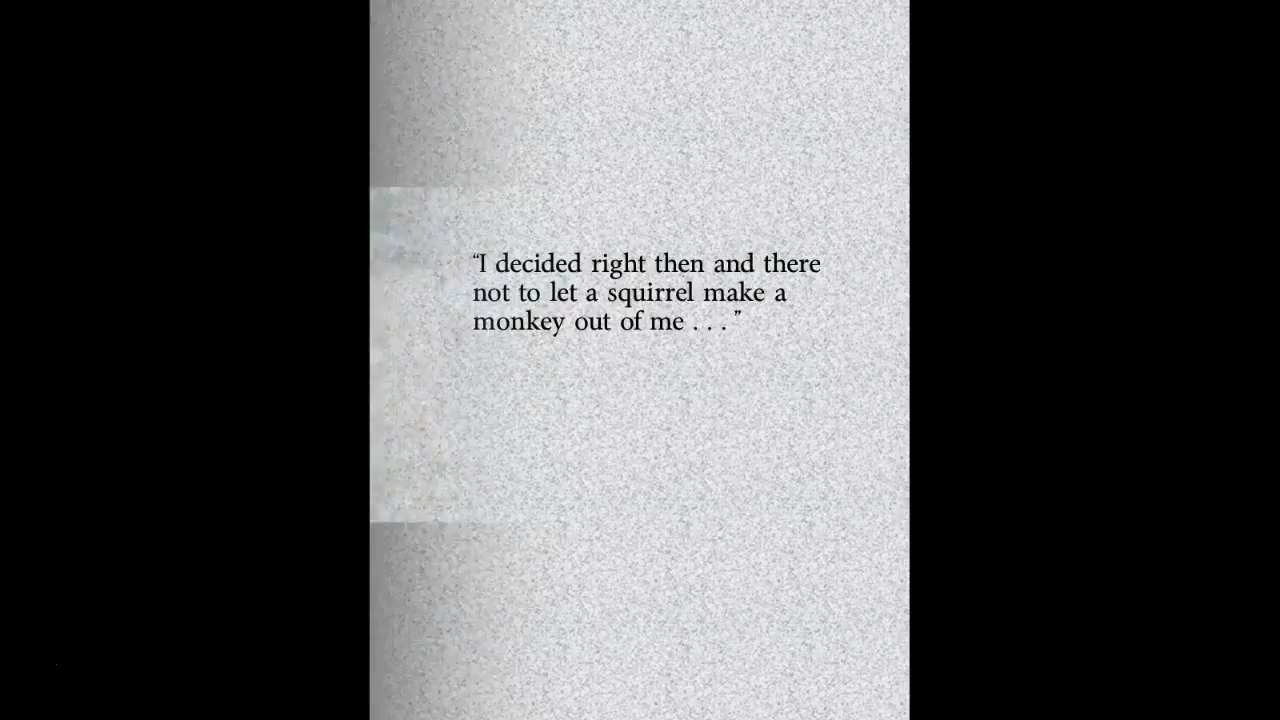 “I decided right then and there
not to let a squirrel make a
monkey out of me . . . ”